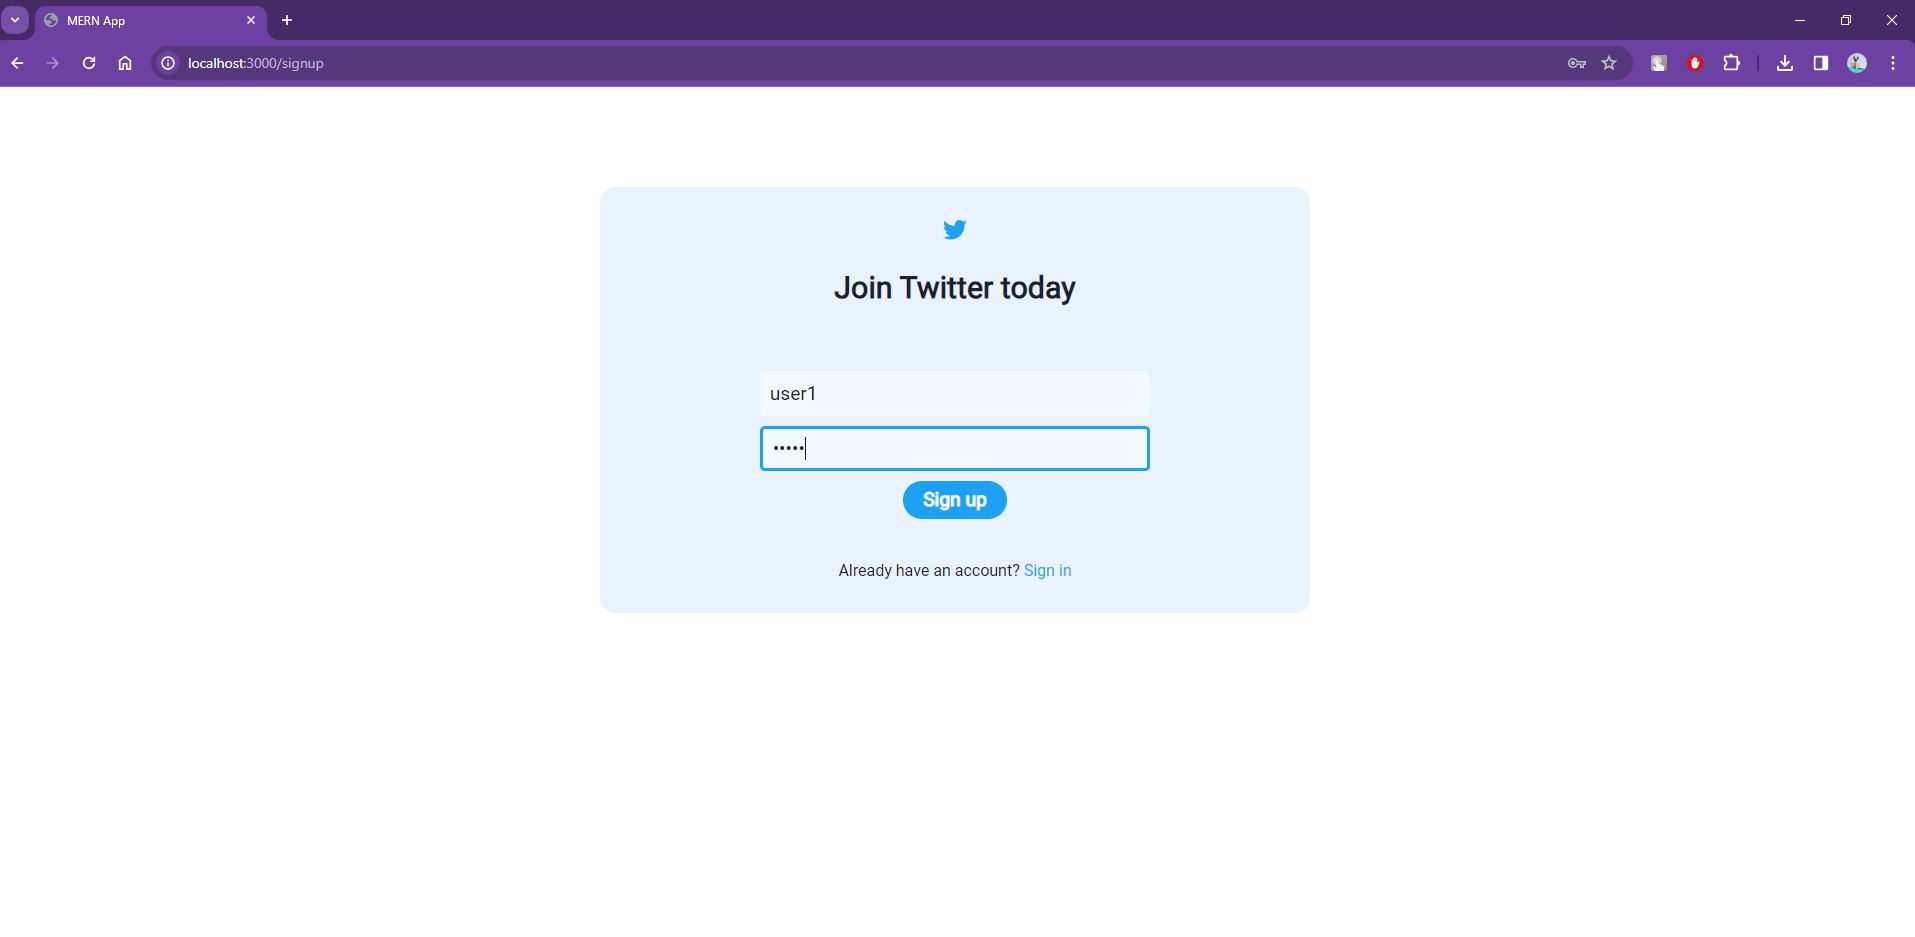 MERN App
localhost:3000/signup
Join Twitter today
user1
•••••
Sign up
Already have an account? Sign in